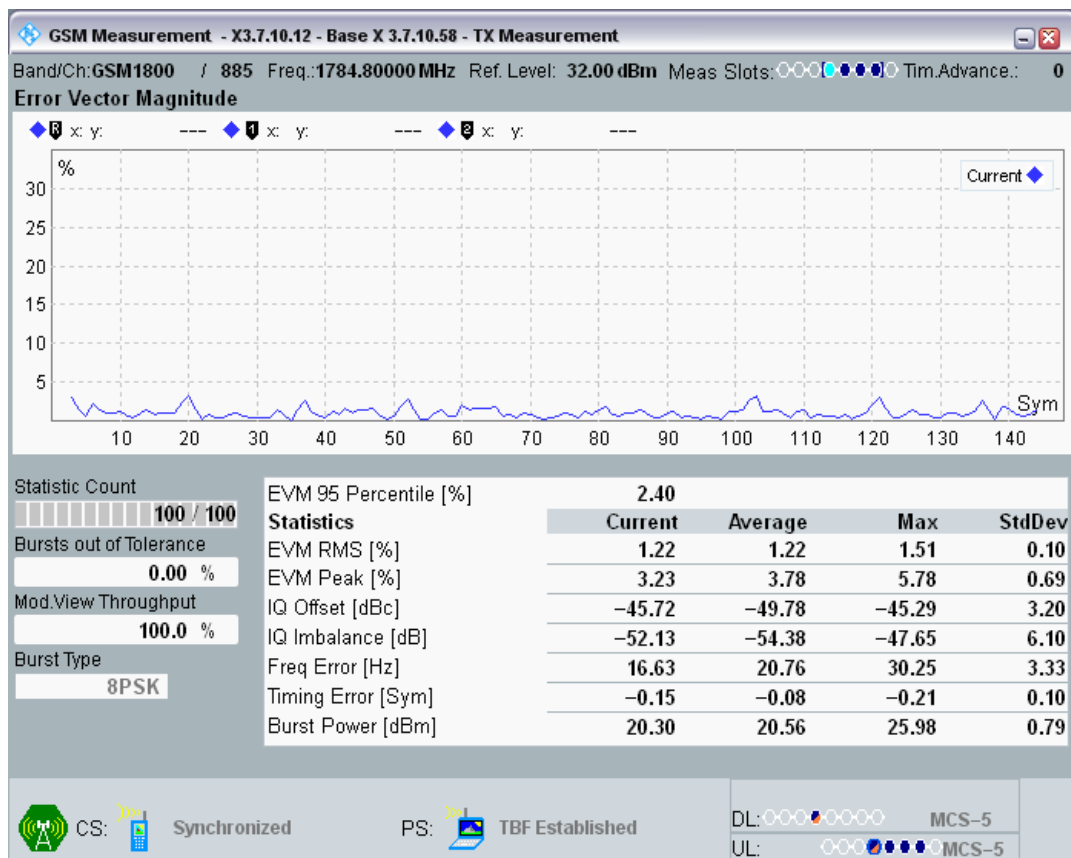 GSM Measurement - X3.7.10.12 - Base X 3.7.10.58 - TX Measurement
Band/Ch:GSM1800 / 885 Freq.:1784.80000 MHz Ref. Level: 32.00 dBm Meas Slots: Tim.Advance.: 0
Error Vector Magnitude
R x: y: --- 1 x: y: --- 2 x: y: ---
%
Current
30
25
20
15
10
5
Sym
10 20 30 40 50 60 70 80 90 100 110 120 130 140
Statistic Count
100 / 100
Bursts out of Tolerance
0.00 %
Mod.View Throughput
100.0 %
Burst Type
8PSK
EVM 95 Percentile [%] 2.40
Statistics Current Average Max StdDev
EVM RMS [%] 1.22 1.22 1.51 0.10
EVM Peak [%] 3.23 3.78 5.78 0.69
IQ Offset [dBc] −45.72 −49.78 −45.29 3.20
IQ Imbalance [dB] −52.13 −54.38 −47.65 6.10
Freq Error [Hz] 16.63 20.76 30.25 3.33
Timing Error [Sym] −0.15 −0.08 −0.21 0.10
Burst Power [dBm] 20.30 20.56 25.98 0.79
CS: Synchronized PS: TBF Established
DL: MCS−5
UL: MCS−5